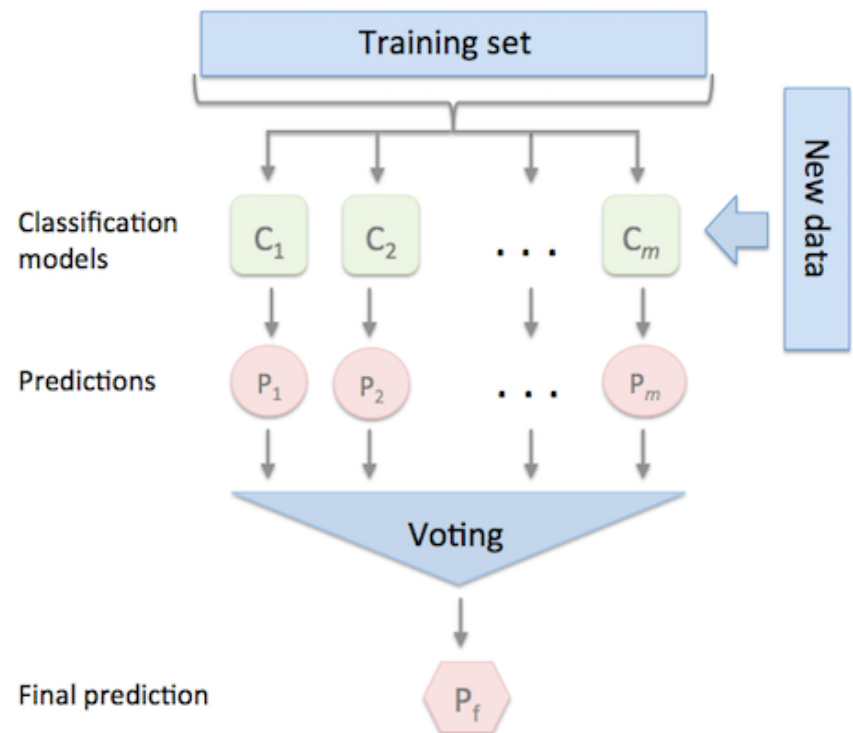 Training set
New data
Classification
models
C1 C2 . . . Cm
Predictions
P1 P2 . . . Pm
Voting
Final prediction
Pf